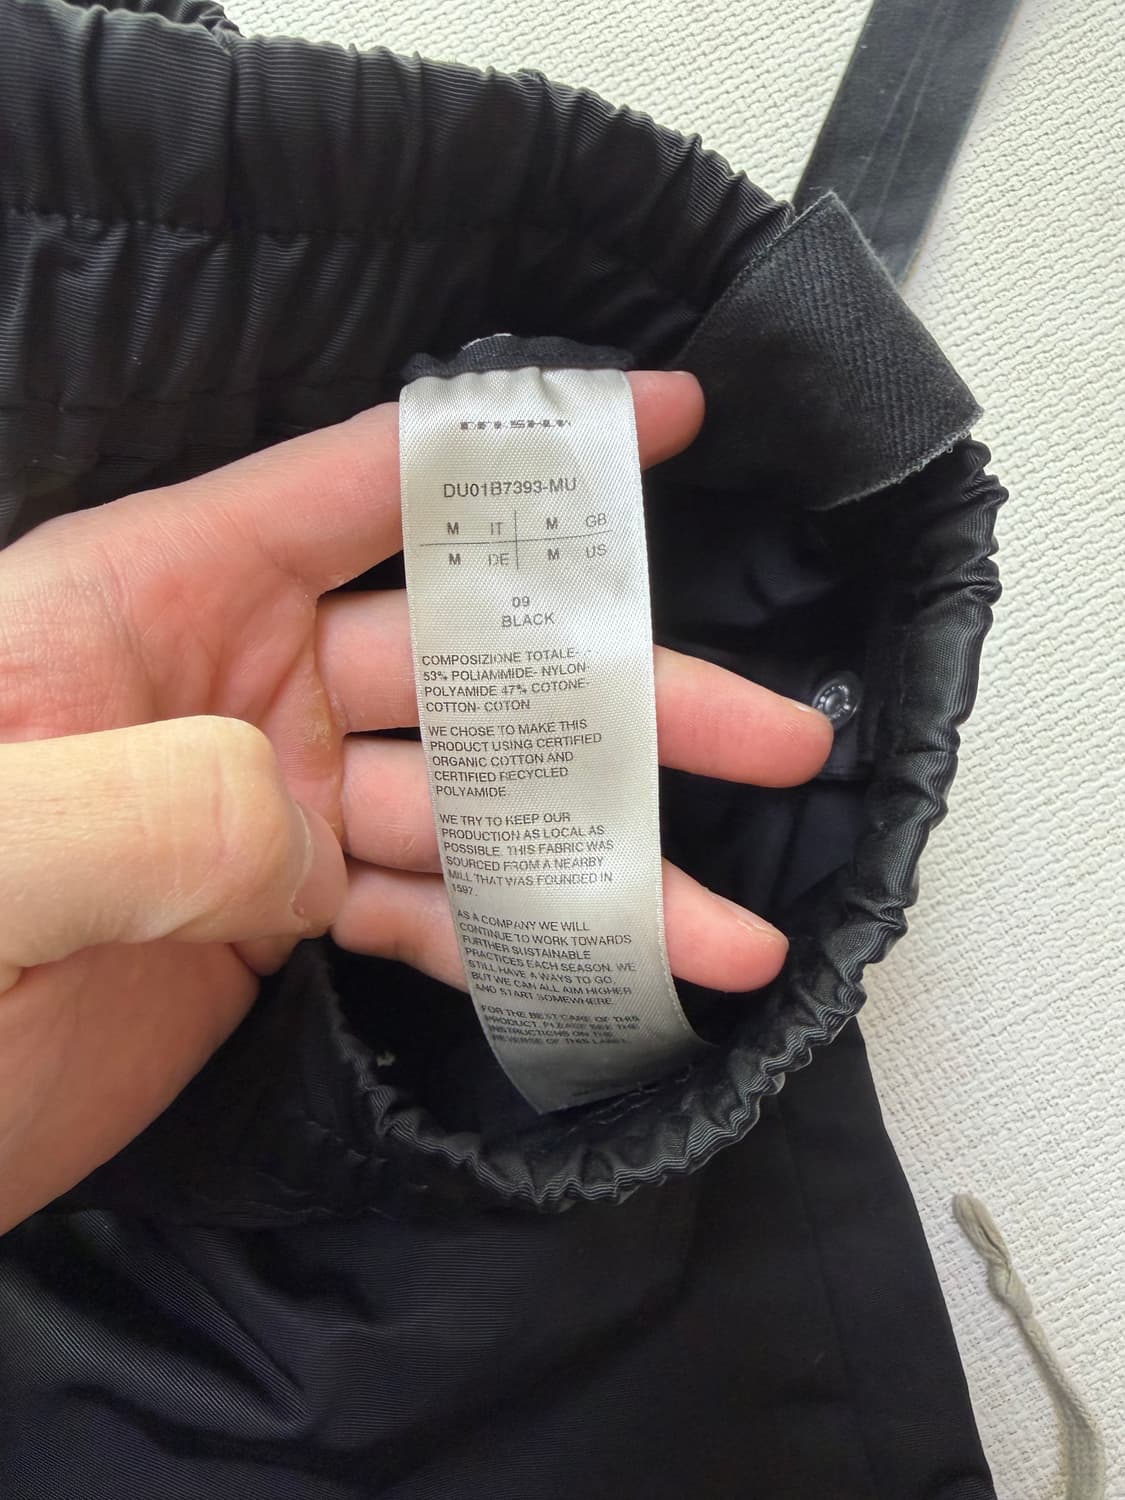 DRKSHDW
DU01B7393-MU
M IT M GB
M DE M US
09
BLACK
COMPOSIZIONE TOTALE-
53% POLIAMMIDE- NYLON-
POLYAMIDE 47% COTONE-
COTTON- COTON
WE CHOSE TO MAKE THIS
PRODUCT USING CERTIFIED
ORGANIC COTTON AND
CERTIFIED RECYCLED
POLYAMIDE.
WE TRY TO KEEP OUR
PRODUCTION AS LOCAL AS
POSSIBLE. THIS FABRIC WAS
SOURCED FROM A NEARBY
MILL THAT WAS FOUNDED IN
1597.
AS A COMPANY WE WILL
CONTINUE TO WORK TOWARDS
FURTHER SUSTAINABLE
PRACTICES EACH SEASON. WE
STILL HAVE A WAYS TO GO,
BUT WE CAN ALL AIM HIGHER
AND START SOMEWHERE.
FOR THE BEST CARE OF THIS
PRODUCT, PLEASE SEE THE
INSTRUCTIONS ON THE
REVERSE OF THIS LABEL.